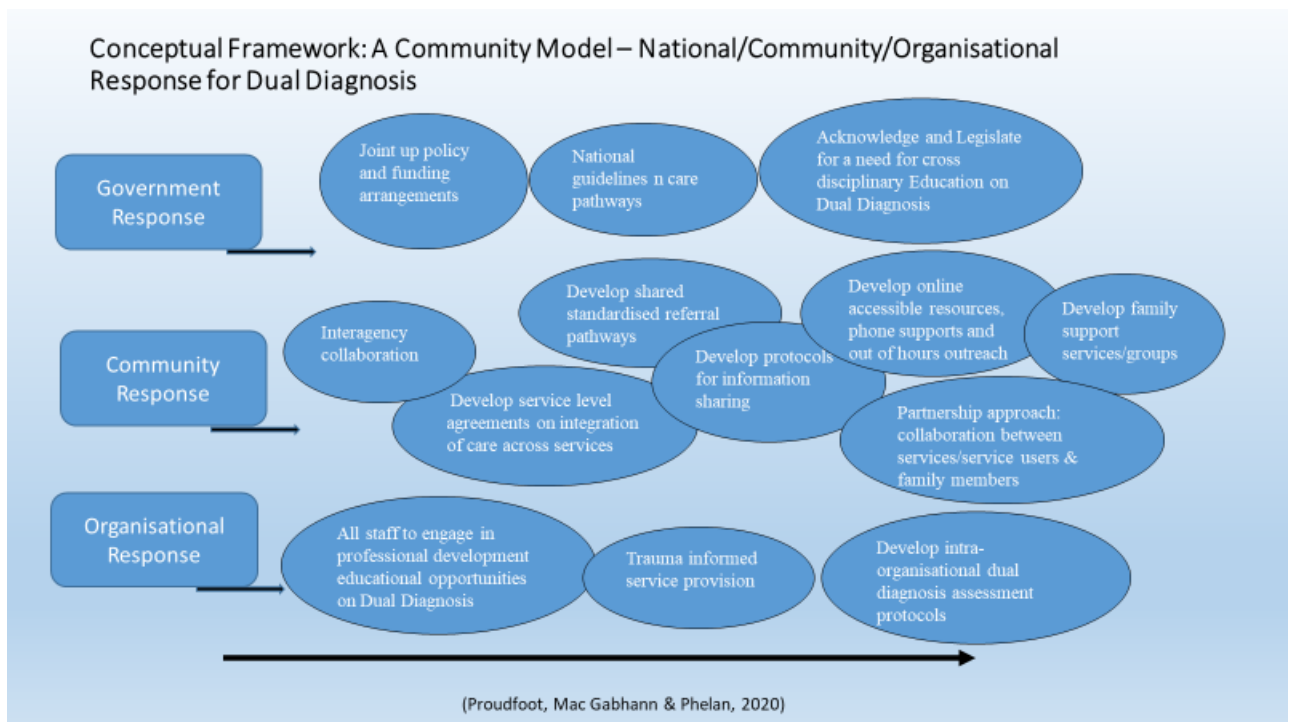 Conceptual Framework: A Community Model – National/Community/Organisational
Response for Dual Diagnosis
Government
Response
Joint up policy
and funding
arrangements
National
guidelines n care
pathways
Acknowledge and Legislate
for a need for cross
disciplinary Education on
Dual Diagnosis
Community
Response
Interagency
collaboration
Develop service level
agreements on integration
of care across services
Develop shared
standardised referral
pathways
Develop protocols
for information
sharing
Develop online
accessible resources,
phone supports and
out of hours outreach
Develop family
support
services/groups
Partnership approach:
collaboration between
services/service users &
family members
Organisational
Response
All staff to engage in
professional development
educational opportunities
on Dual Diagnosis
Trauma informed
service provision
Develop intra-
organisational dual
diagnosis assessment
protocols
(Proudfoot, Mac Gabhann & Phelan, 2020)